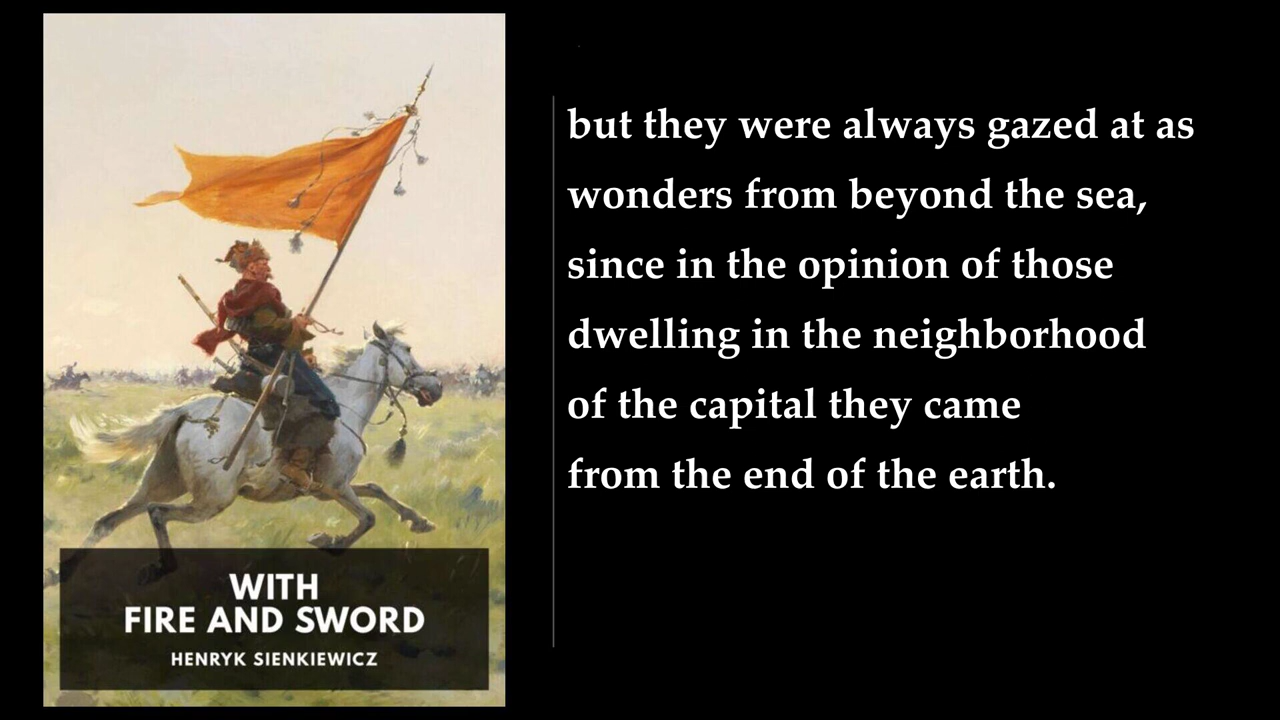 but they were always gazed at as
wonders from beyond the sea,
since in the opinion of those
dwelling in the neighborhood
of the capital they came
from the end of the earth.
WITH
FIRE AND SWORD
HENRYK SIENKIEWICZ